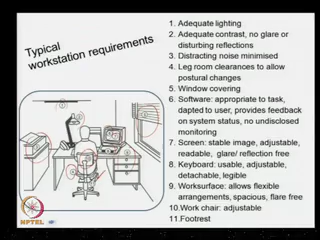 Typical
workstation requirements
1. Adequate lighting
2. Adequate contrast, no glare or
disturbing reflections
3. Distracting noise minimised
4. Leg room clearances to allow
postural changes
5. Window covering
6. Software: appropriate to task,
dapted to user, provides feedback
on system status, no undisclosed
monitoring
7. Screen: stable image, adjustable,
readable, glare/ reflection free
8. Keyboard: usable, adjustable,
detachable, legible
9. Worksurface: allows flexible
arrangements, spacious, flare free
10.Work chair: adjustable
11.Footrest
NPTEL